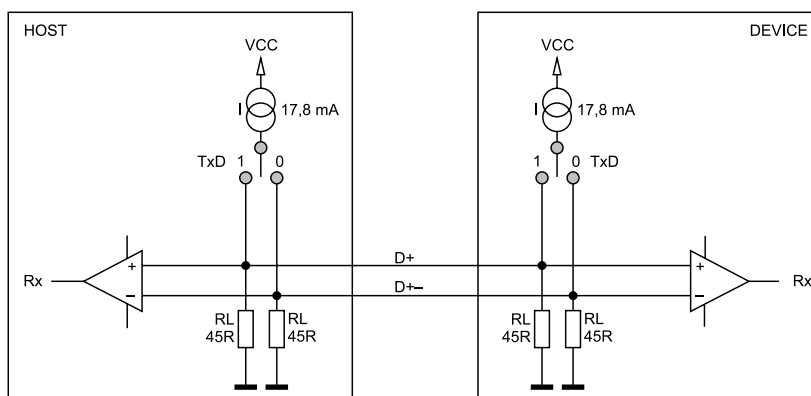 HOST
DEVICE
VCC
VCC
I 17,8 mA
I 17,8 mA
TxD 1 0
1 0 TxD
D+
Rx + + Rx
D+–
– –
RL
45R
RL
45R
RL
45R
RL
45R